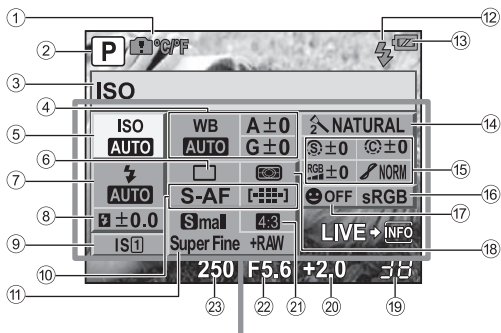 ① ⑫
② P °C/°F ⑬
③ ISO
④
⑤ ISO AUTO WB AUTO A±0 G±0 2 NATURAL ⑭
⑥ S ±0 C ±0
⑦ AUTO RGB ±0 NORM ⑮
S-AF OFF sRGB ⑯
⑰
⑧ ±0.0 Small 4:3 LIVE INFO ⑱
⑨ IS1 Super Fine +RAW
⑩
⑪ 250 F5.6 +2.0 38
㉓ ㉒ ㉑ ⑳ ⑲